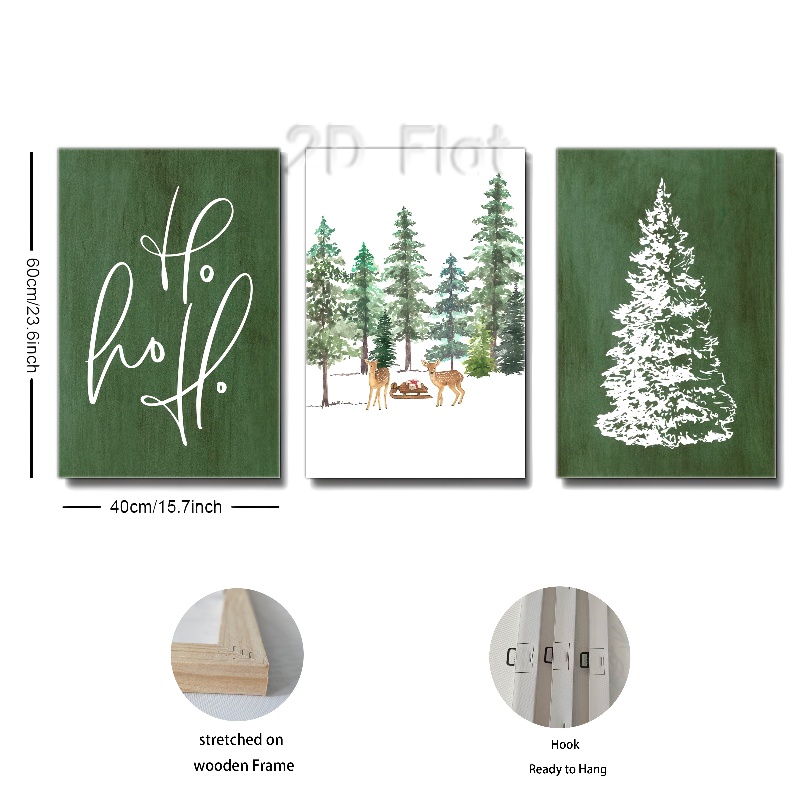 2D Flat
Ho
ho
Ho
60cm/23.6inch
40cm/15.7inch
stretched on
wooden Frame
Hook
Ready to Hang